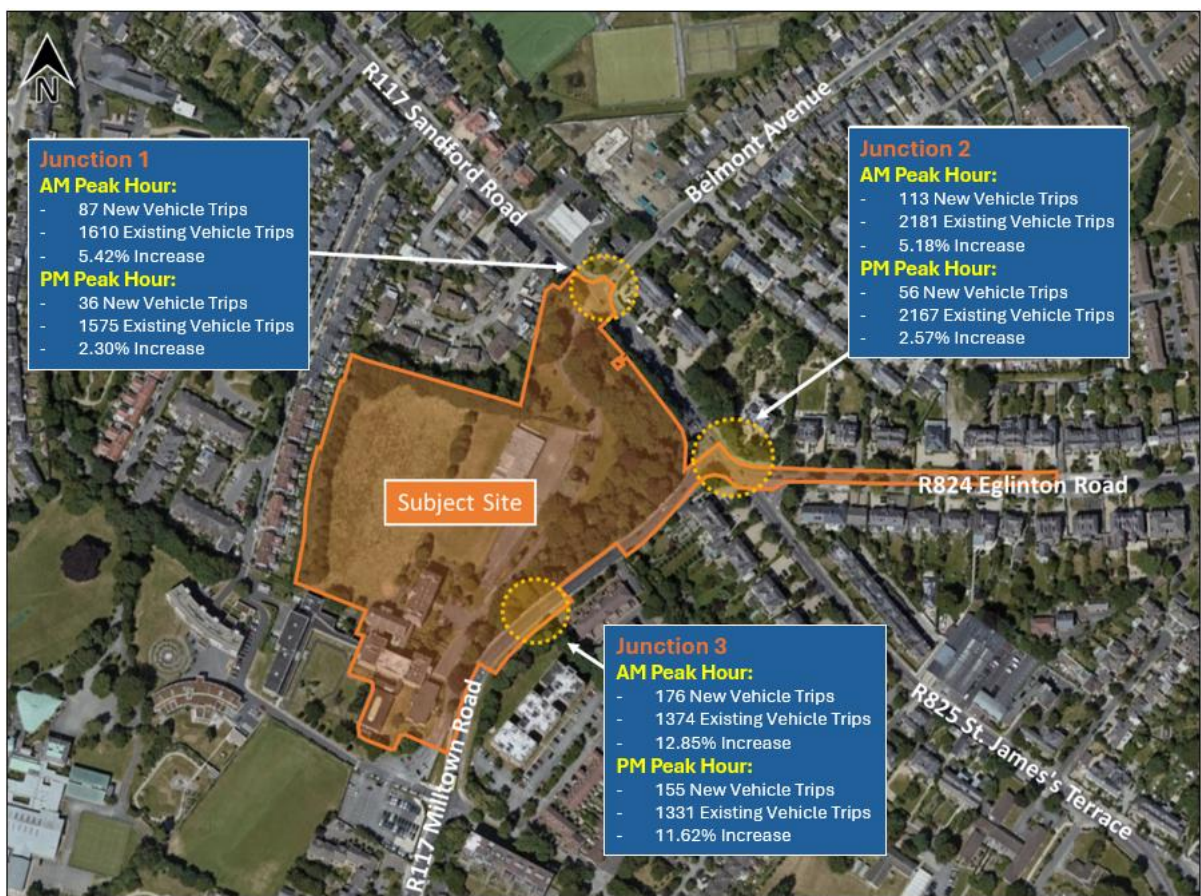 N
R117 Sandford Road
Belmont Avenue
Junction 1
AM Peak Hour:
- 87 New Vehicle Trips
- 1610 Existing Vehicle Trips
- 5.42% Increase
PM Peak Hour:
- 36 New Vehicle Trips
- 1575 Existing Vehicle Trips
- 2.30% Increase
Junction 2
AM Peak Hour:
- 113 New Vehicle Trips
- 2181 Existing Vehicle Trips
- 5.18% Increase
PM Peak Hour:
- 56 New Vehicle Trips
- 2167 Existing Vehicle Trips
- 2.57% Increase
Subject Site
R824 Eglinton Road
Junction 3
AM Peak Hour:
- 176 New Vehicle Trips
- 1374 Existing Vehicle Trips
- 12.85% Increase
PM Peak Hour:
- 155 New Vehicle Trips
- 1331 Existing Vehicle Trips
- 11.62% Increase
R117 Milltown Road
R825 St. James's Terrace